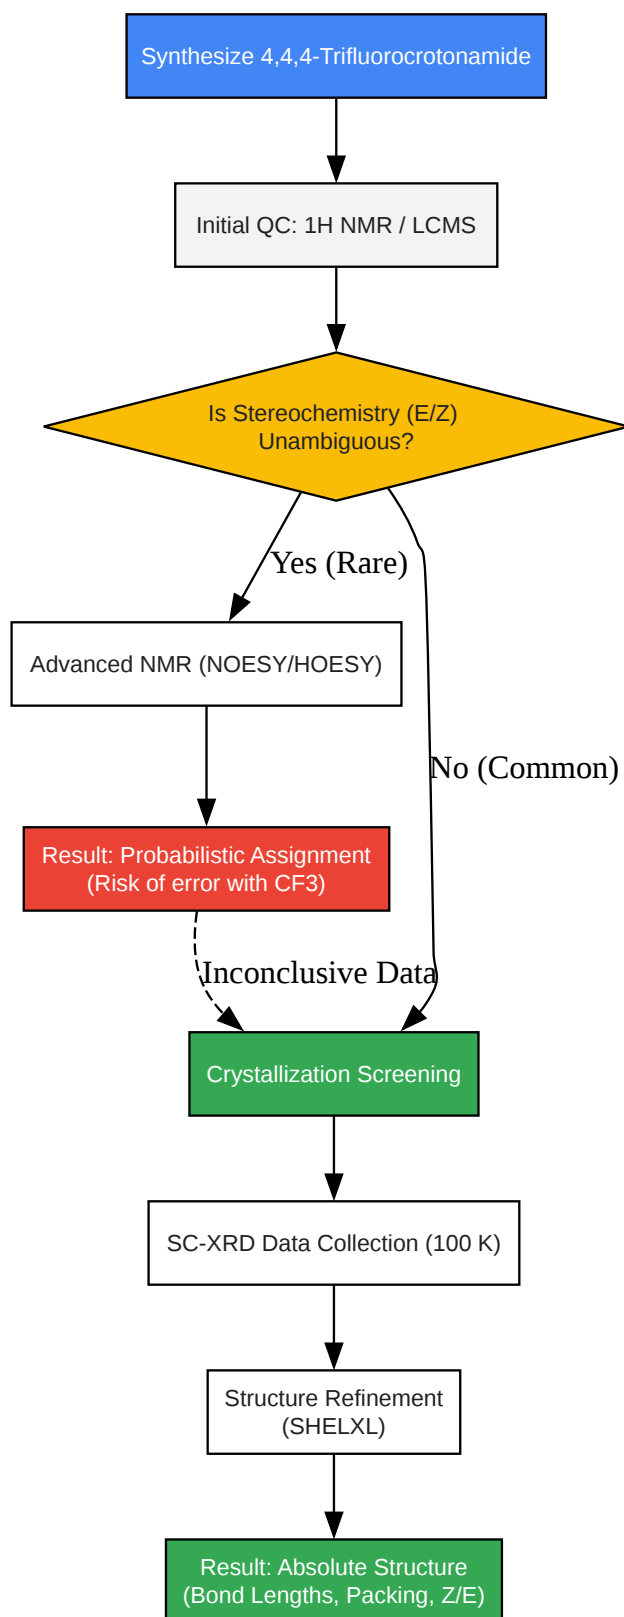 Synthesize 4,4,4-Trifluorocrotonamide
Initial QC: 1H NMR / LCMS
Is Stereochemistry (E/Z)
Unambiguous?
Yes (Rare)
Advanced NMR (NOESY/HOESY)
No (Common)
Result: Probabilistic Assignment
(Risk of error with CF3)
Inconclusive Data
Crystallization Screening
SC-XRD Data Collection (100 K)
Structure Refinement
(SHELXL)
Result: Absolute Structure
(Bond Lengths, Packing, Z/E)